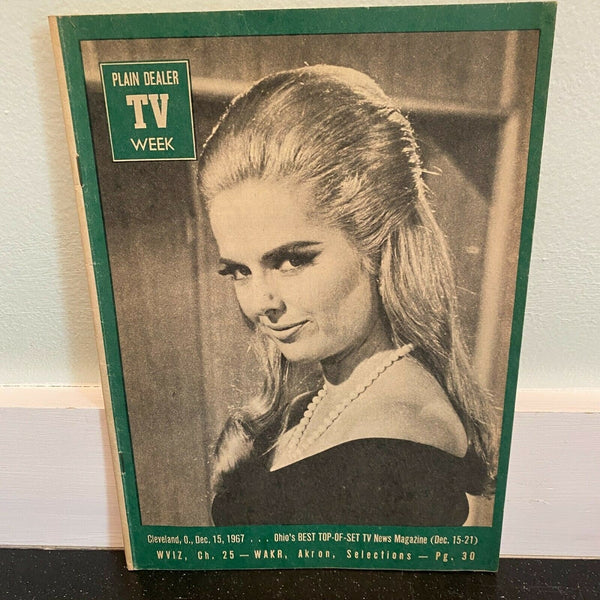 PLAIN DEALER
TV
WEEK
Cleveland, O., Dec. 15, 1967 . . . Ohio's BEST TOP-OF-SET TV News Magazine (Dec. 15-21)
WVIZ, Ch. 25 — WAKR, Akron, Selections — Pg. 30